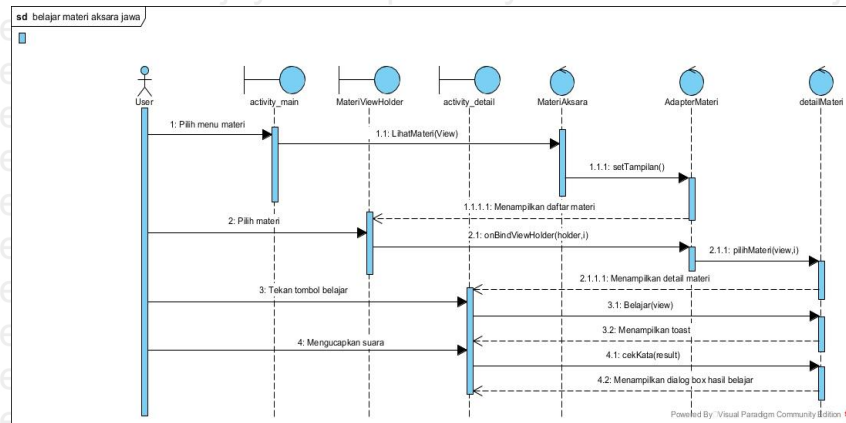 sd belajar materi aksara jawa
User
activity_main
MateriViewHolder
activity_detail
MateriAksara
AdapterMateri
detailMateri
1: Pilih menu materi
1.1: LihatMateri(View)
1.1.1: setTampilan()
1.1.1.1: Menampilkan daftar materi
2: Pilih materi
2.1: onBindViewHolder(holder,i)
2.1.1: pilihMateri(view,i)
2.1.1.1: Menampilkan detail materi
3: Tekan tombol belajar
3.1: Belajar(view)
3.2: Menampilkan toast
4: Mengucapkan suara
4.1: cekKata(result)
4.2: Menampilkan dialog box hasil belajar
Powered By Visual Paradigm Community Edition